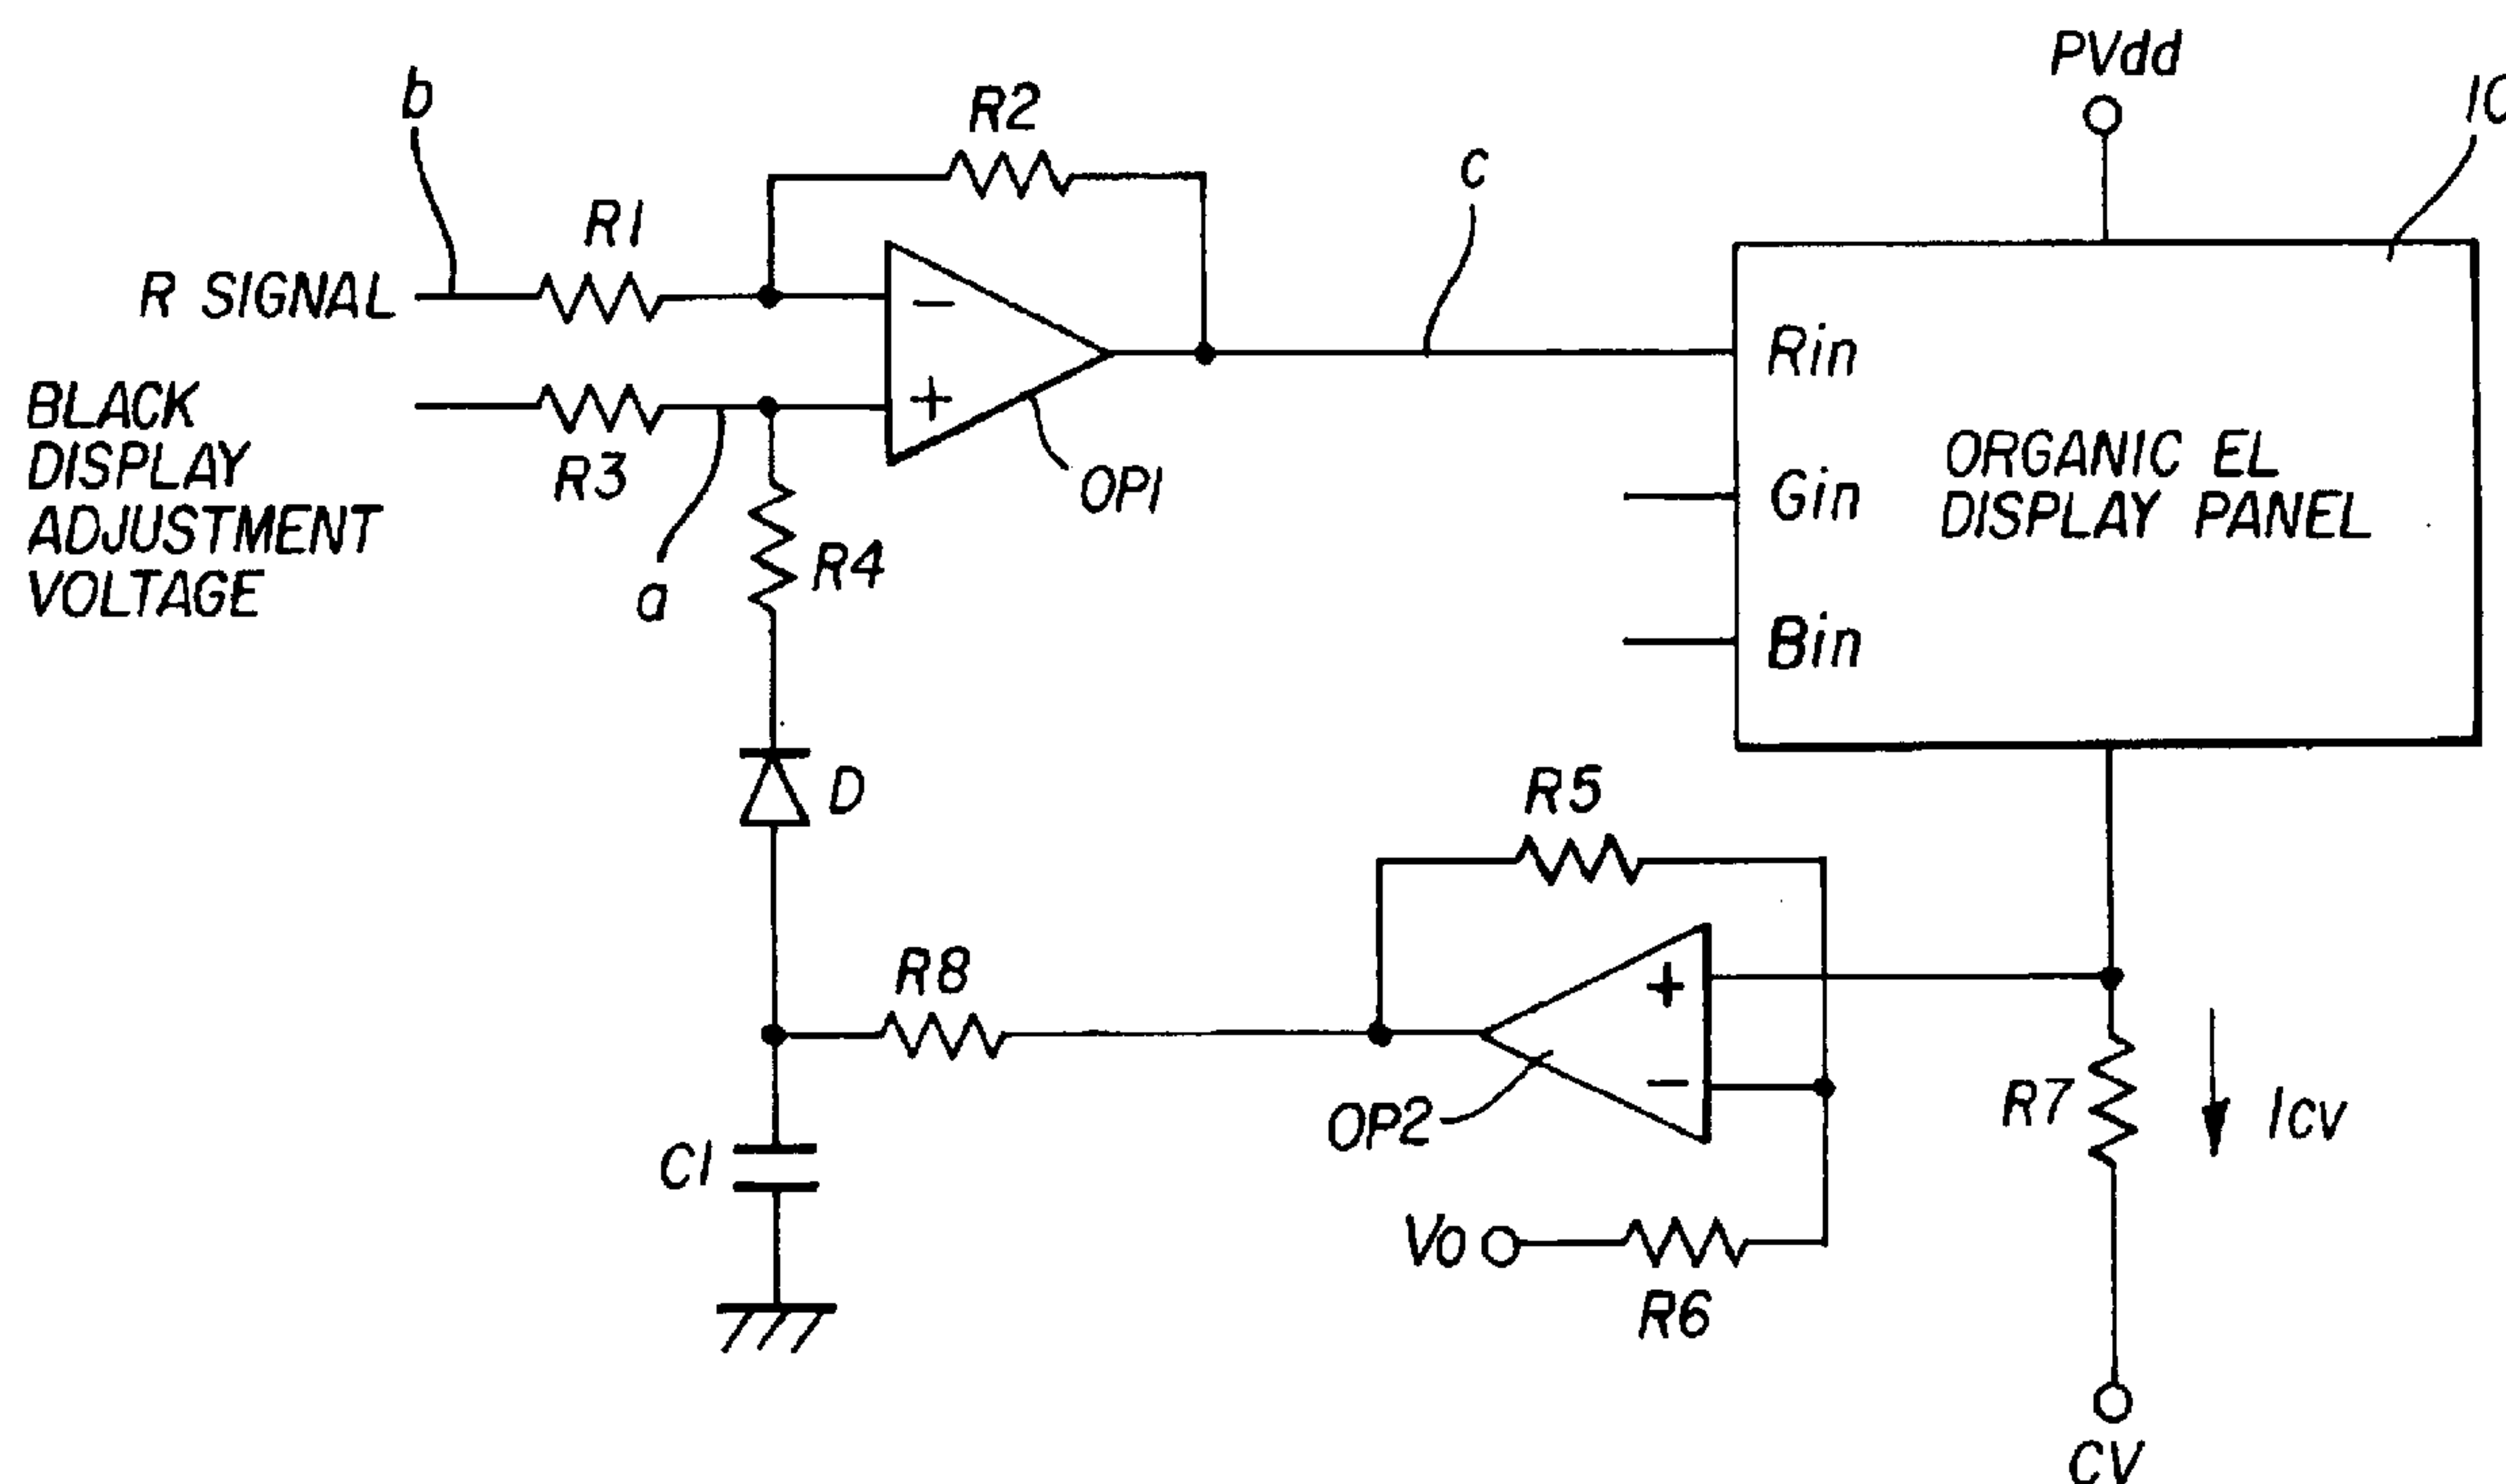 PVdd
b
R2
10
c
R1
R SIGNAL
−
Rin
BLACK
DISPLAY
ADJUSTMENT
VOLTAGE
+
R3
OP1
Gin
ORGANIC EL
DISPLAY PANEL
a
R4
Bin
D
R5
R8
+
−
OP2
R7
Icv
C1
Vo
R6
CV